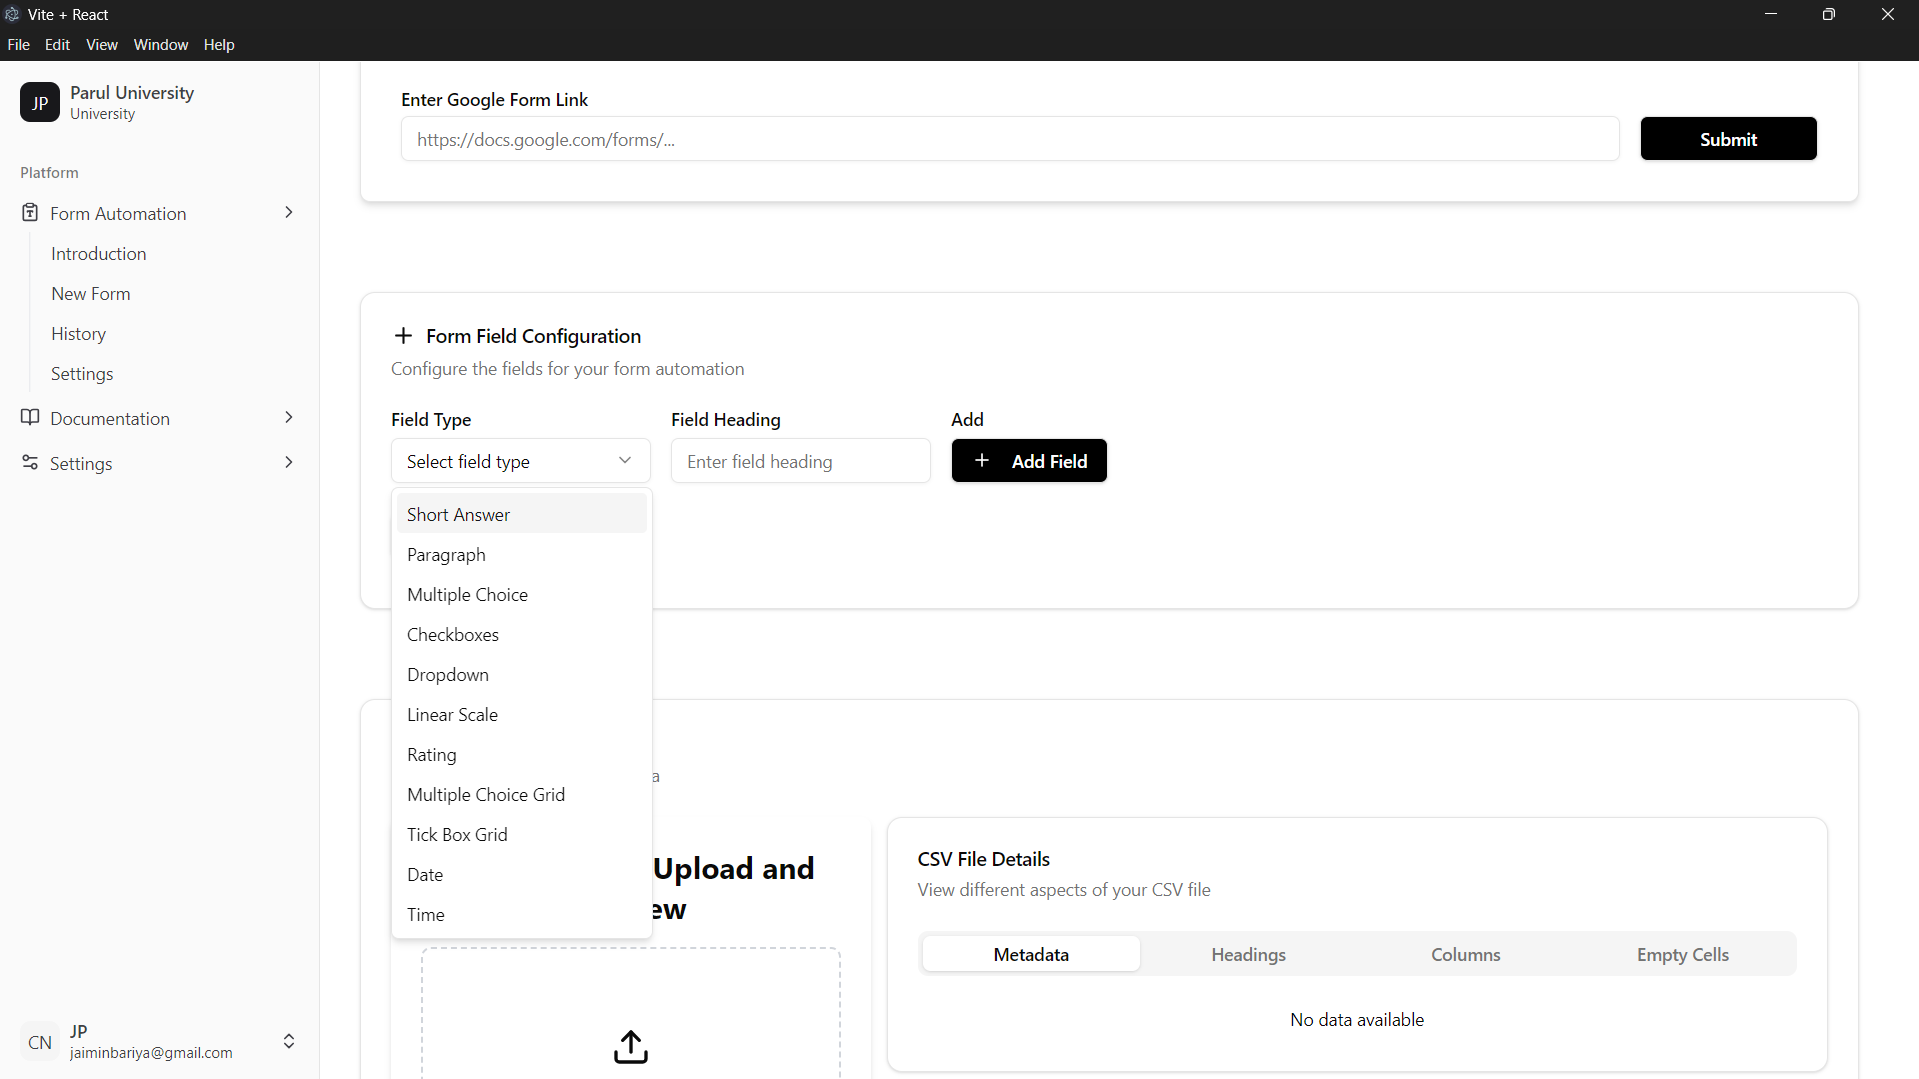 Vite + React
File Edit View Window Help
JP
Parul University
University
Platform
Form Automation
Introduction
New Form
History
Settings
Documentation
Settings
CN
JP
jaiminbariya@gmail.com
Enter Google Form Link
https://docs.google.com/forms/...
Submit
Form Field Configuration
Configure the fields for your form automation
Field Type
Field Heading
Add
Select field type
Enter field heading
Add Field
Short Answer
Paragraph
Multiple Choice
Checkboxes
Dropdown
Linear Scale
Rating
Multiple Choice Grid
Tick Box Grid
Date
Time
a
Upload and
ew
CSV File Details
View different aspects of your CSV file
Metadata
Headings
Columns
Empty Cells
No data available